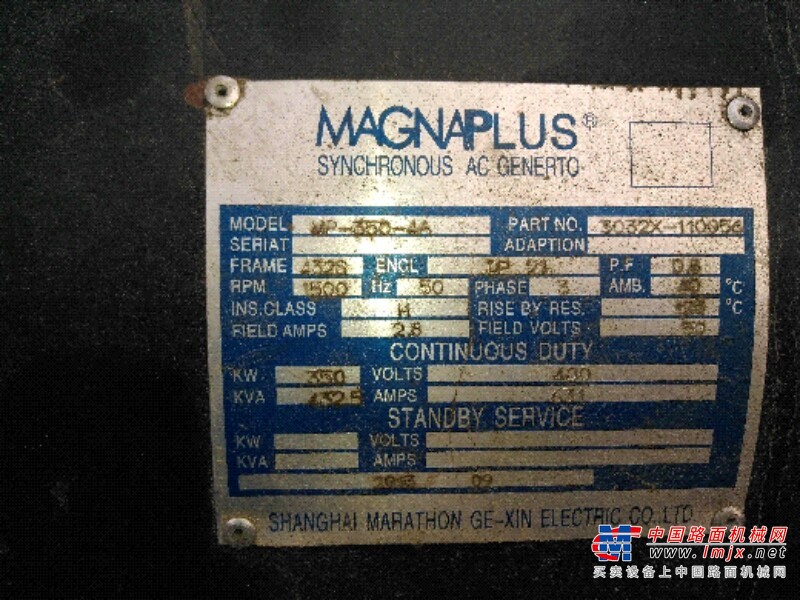 MAGNAPLUS®
SYNCHRONOUS AC GENERTO
MODEL MP-350-4A PART NO. 3032X-110056
SERIAT ADAPTION
FRAME 432S ENCL IP 21 P.F 0.8
RPM 1500 Hz 50 PHASE 3 AMB. 40 °C
INS.CLASS H RISE BY RES. °C
FIELD AMPS 2.8 FIELD VOLTS
CONTINUOUS DUTY
KW 350 VOLTS / 400
KVA 432.5 AMPS / 631
STANDBY SERVICE
KW VOLTS
KVA AMPS
09
SHANGHAI MARATHON GE-XIN ELECTRIC CO LTD
中国路面机械网
www.lmjx.net
买卖设备上中国路面机械网